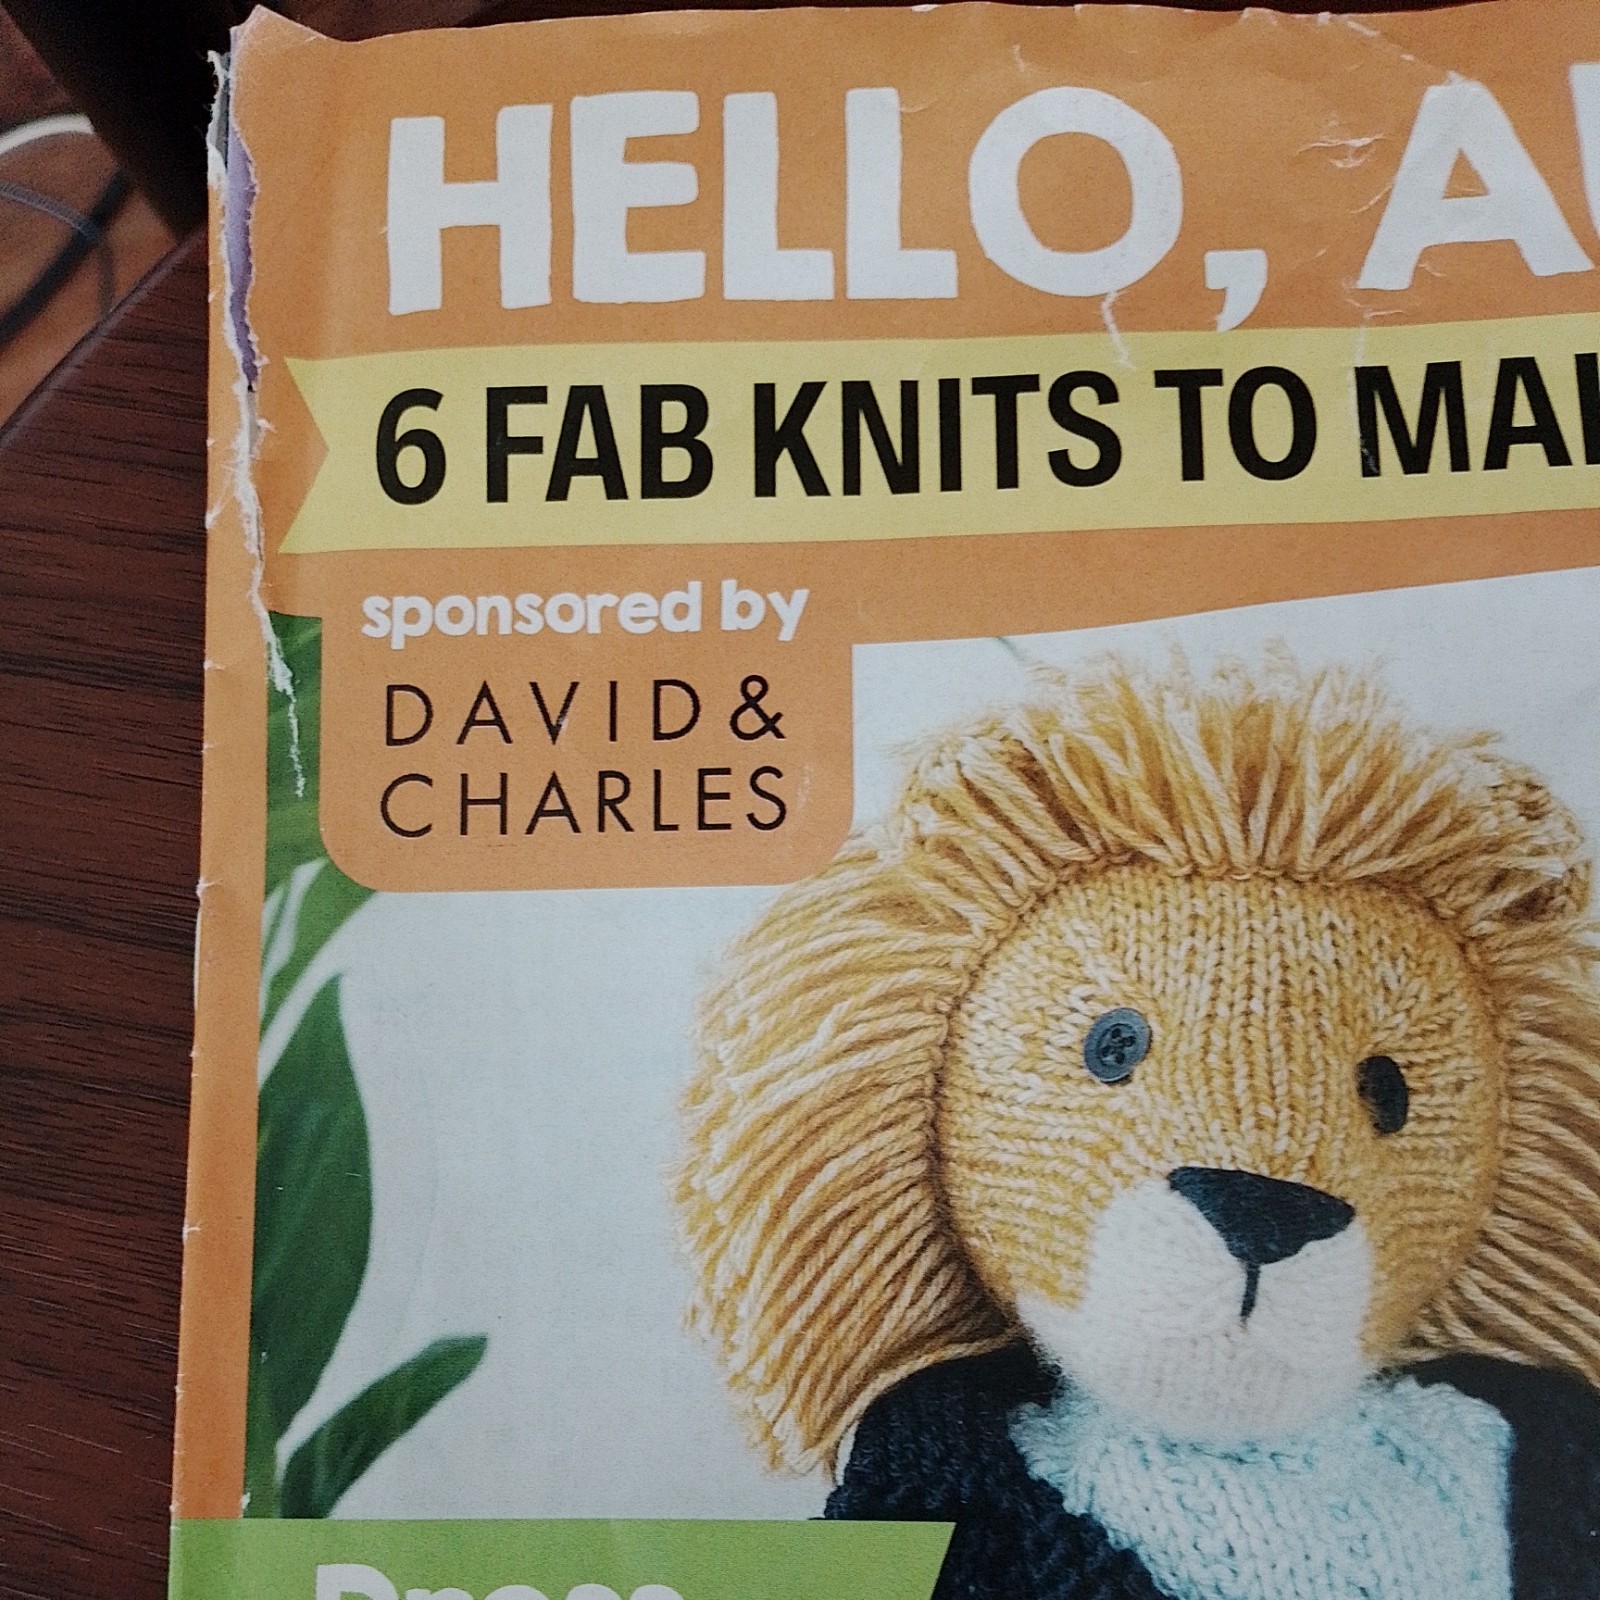 HELLO,
6 FAB KNITS TO
sponsored by
DAVID &
CHARLES